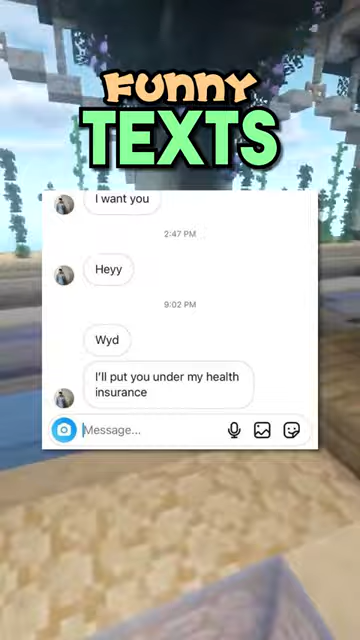 FUNNY
TEXTS
I want you
2:47 PM
Heyy
9:02 PM
Wyd
I'll put you under my health
insurance
Message...